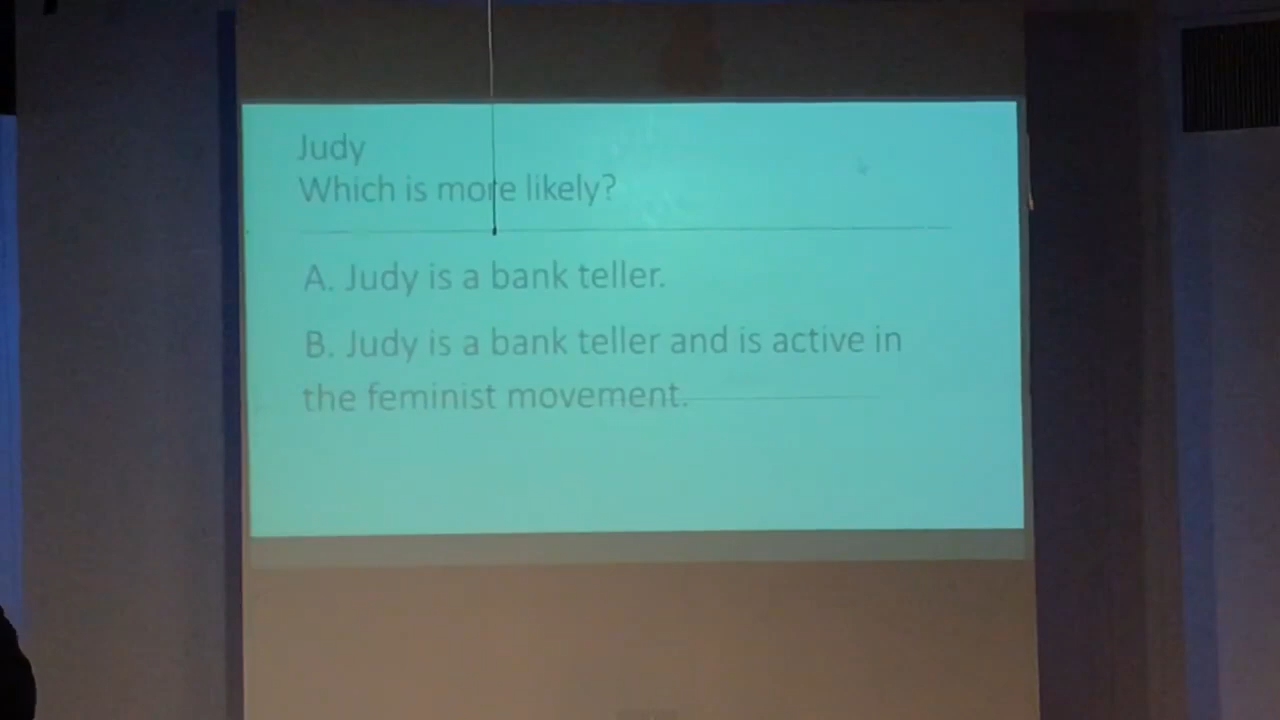 Judy
Which is more likely?
A. Judy is a bank teller.
B. Judy is a bank teller and is active in
the feminist movement.